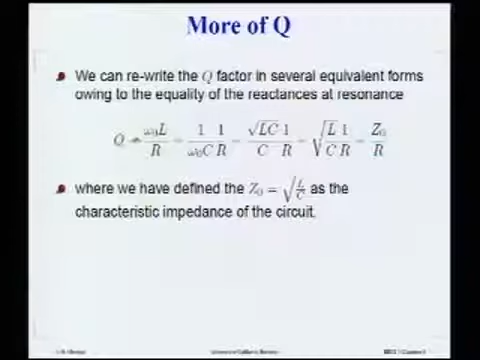 More of Q
We can re-write the Q factor in several equivalent forms
owing to the equality of the reactances at resonance
Q = ω₀L/R = 1/(ω₀C) 1/R = √LC/C 1/R = √(L/C) 1/R = Z₀/R
where we have defined the Z₀ = √(L/C) as the
characteristic impedance of the circuit.